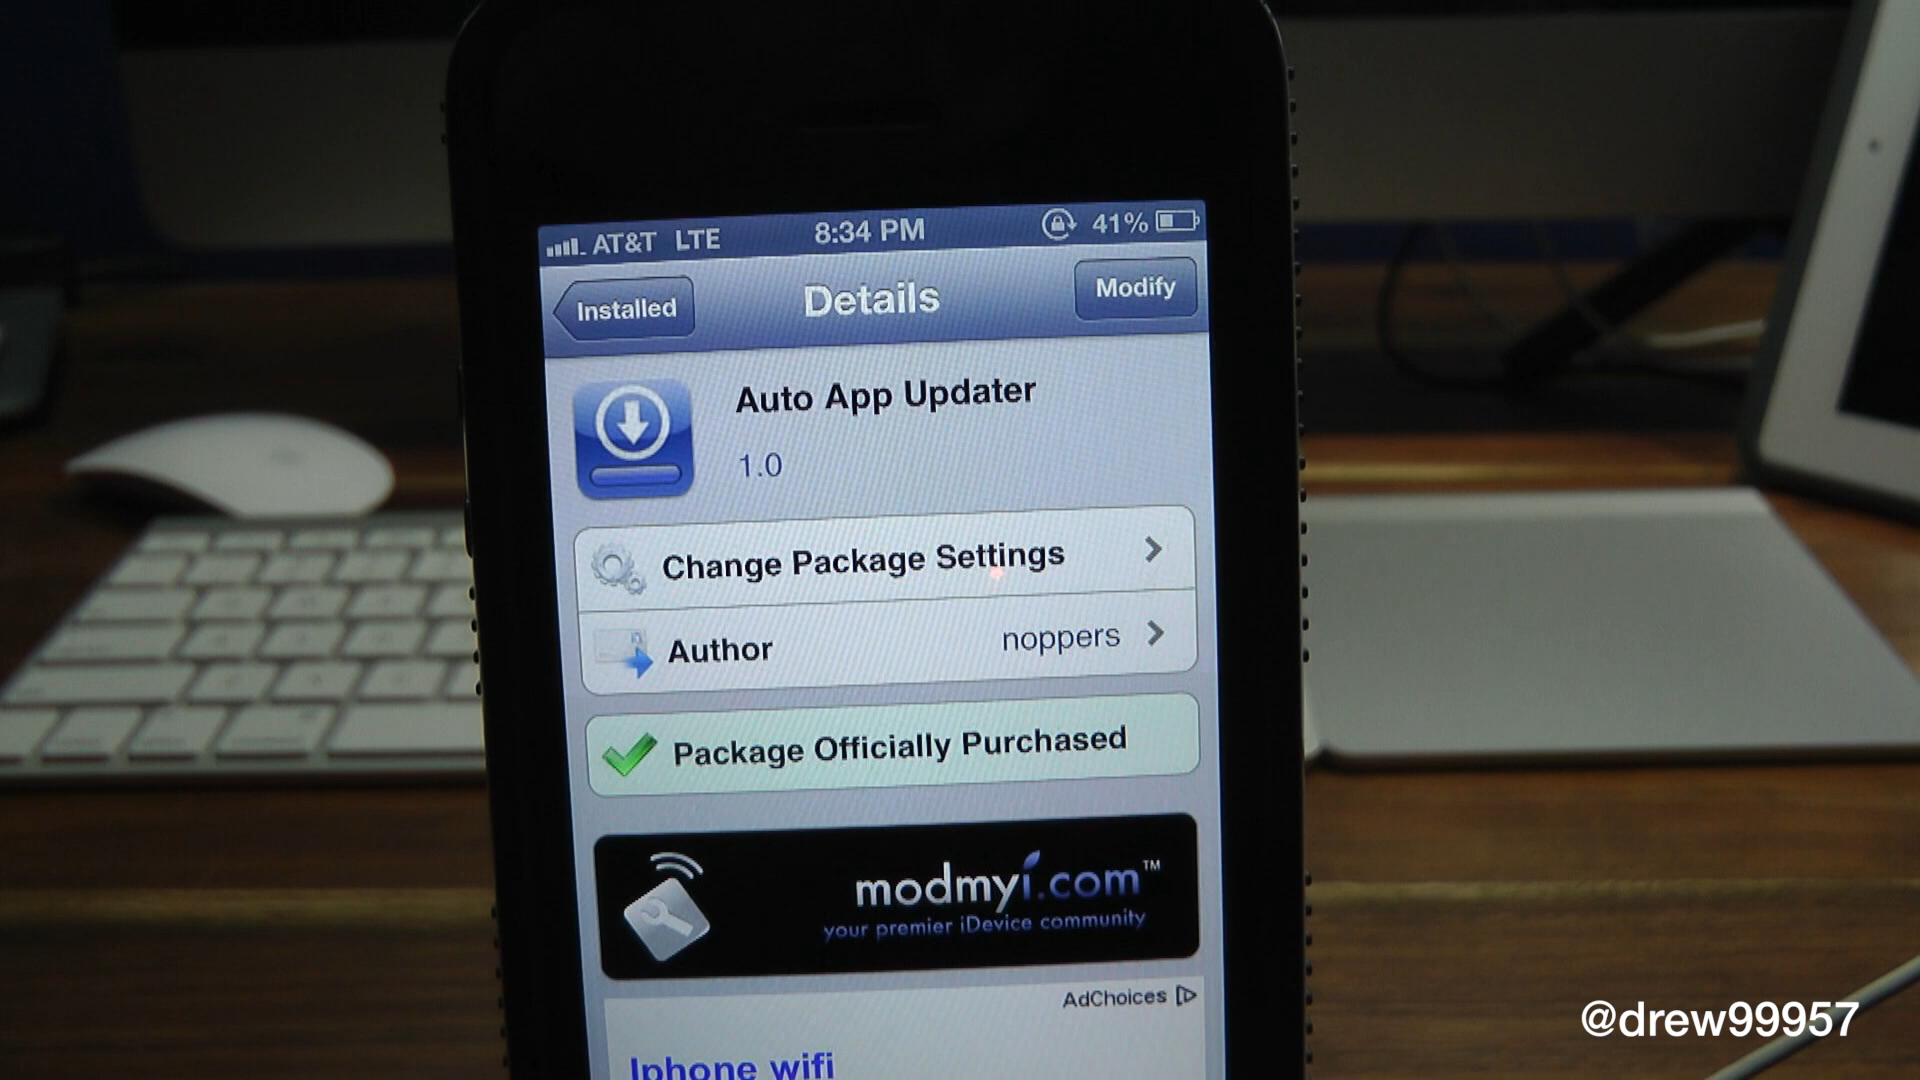 AT&T LTE 8:34 PM 41%
Installed Details Modify
Auto App Updater
1.0
Change Package Settings
Author noppers
Package Officially Purchased
modmyi.com™
your premier iDevice community
AdChoices
Iphone wifi
@drew99957